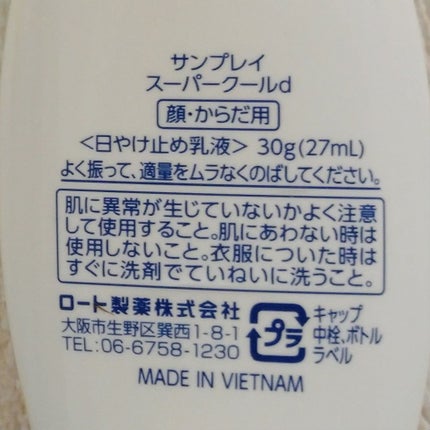 サンプレイ
スーパークールd
顔・からだ用
<日やけ止め乳液> 30g(27mL)
よく振って、適量をムラなくのばしてください。
肌に異常が生じていないかよく注意
して使用すること。肌にあわない時は
使用しないこと。衣服についた時は
すぐに洗剤でていねいに洗うこと。
ロート製薬株式会社
大阪市生野区巽西1-8-1
TEL:06-6758-1230
プラ
キャップ
中栓、ボトル
ラベル
MADE IN VIETNAM